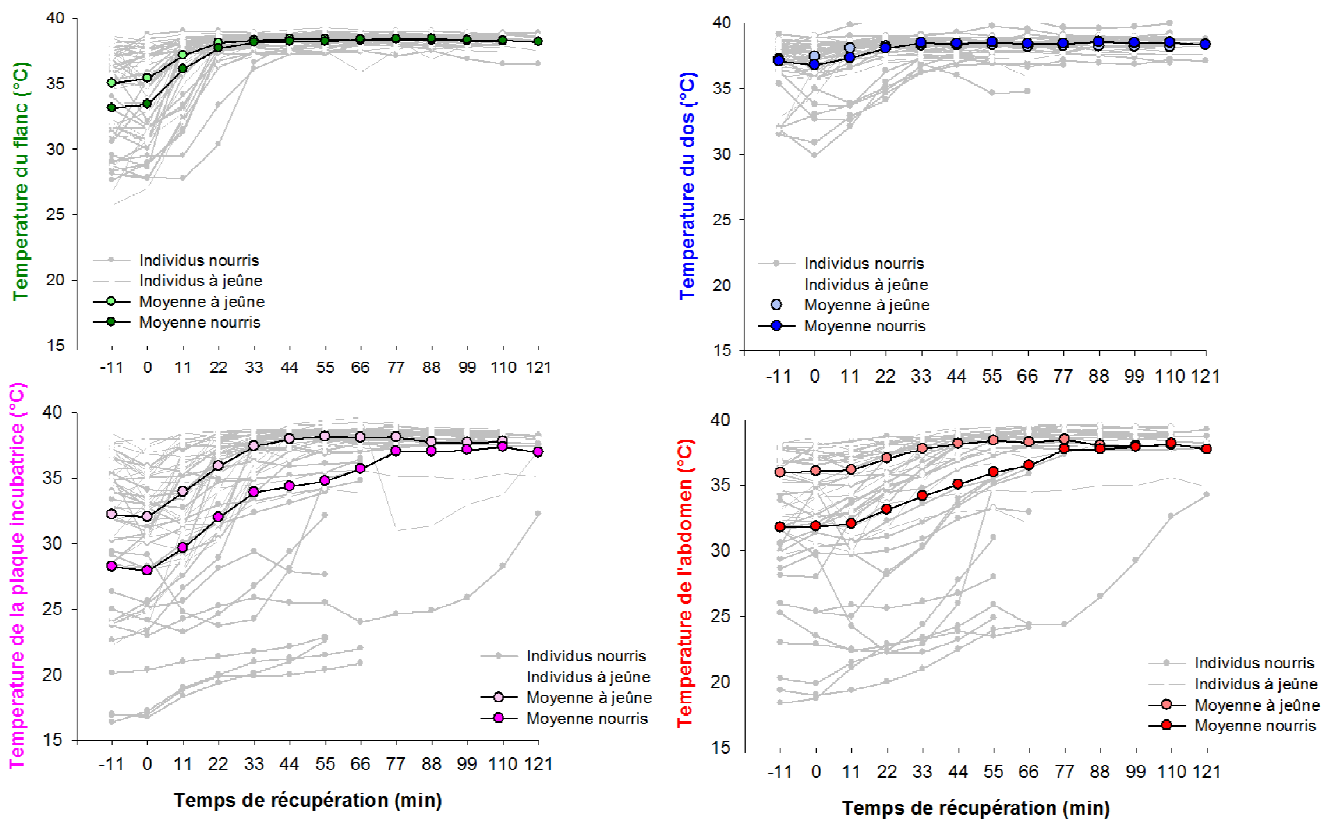 Temperature du flanc (°C)
40
35
30
25
20
15
Individus nourris
Individus à jeûne
Moyenne à jeûne
Moyenne nourris
-11 0 11 22 33 44 55 66 77 88 99 110 121
Temperature du dos (°C)
40
35
30
25
20
15
Individus nourris
Individus à jeûne
Moyenne à jeûne
Moyenne nourris
-11 0 11 22 33 44 55 66 77 88 99 110 121
Temperature de la plaque incubatrice (°C)
40
35
30
25
20
15
Individus nourris
Individus à jeûne
Moyenne à jeûne
Moyenne nourris
-11 0 11 22 33 44 55 66 77 88 99 110 121
Temps de récupération (min)
Temperature de l'abdomen (°C)
40
35
30
25
20
15
Individus nourris
Individus à jeûne
Moyenne à jeûne
Moyenne nourris
-11 0 11 22 33 44 55 66 77 88 99 110 121
Temps de récupération (min)